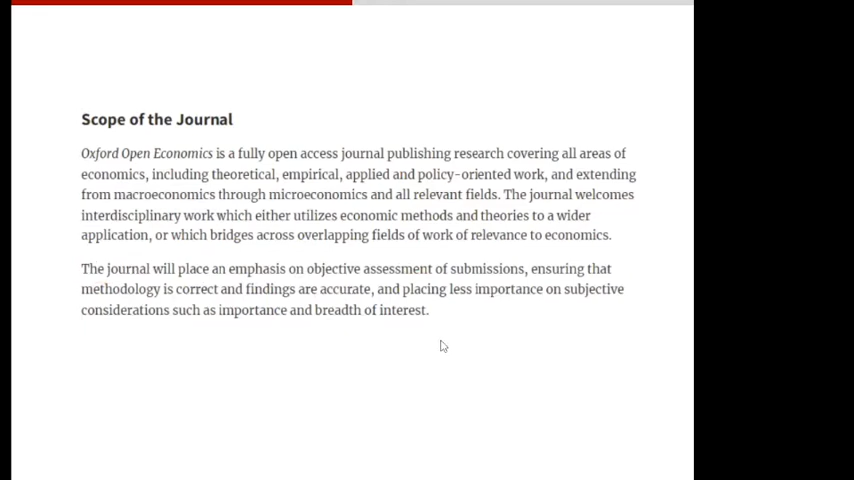 Scope of the Journal
Oxford Open Economics is a fully open access journal publishing research covering all areas of
economics, including theoretical, empirical, applied and policy-oriented work, and extending
from macroeconomics through microeconomics and all relevant fields. The journal welcomes
interdisciplinary work which either utilizes economic methods and theories to a wider
application, or which bridges across overlapping fields of work of relevance to economics.
The journal will place an emphasis on objective assessment of submissions, ensuring that
methodology is correct and findings are accurate, and placing less importance on subjective
considerations such as importance and breadth of interest.